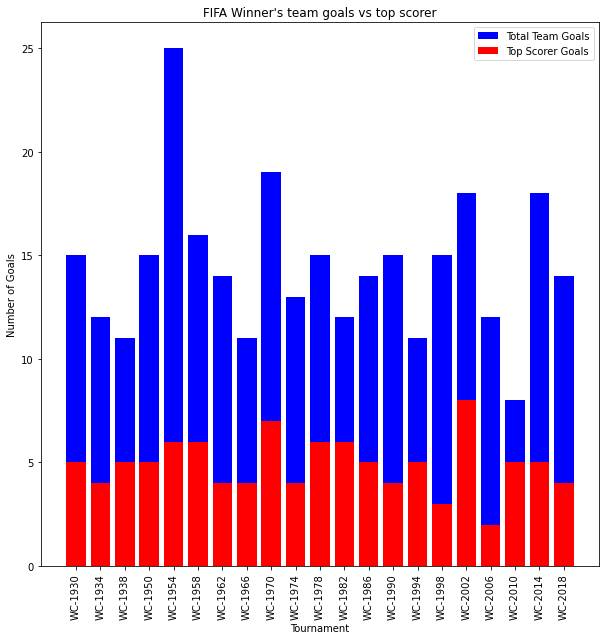 FIFA Winner's team goals vs top scorer
Total Team Goals
Top Scorer Goals
Number of Goals
25
20
15
10
5
0
WC-1930
WC-1934
WC-1938
WC-1950
WC-1954
WC-1958
WC-1962
WC-1966
WC-1970
WC-1974
WC-1978
WC-1982
WC-1986
WC-1990
WC-1994
WC-1998
WC-2002
WC-2006
WC-2010
WC-2014
WC-2018
Tournament